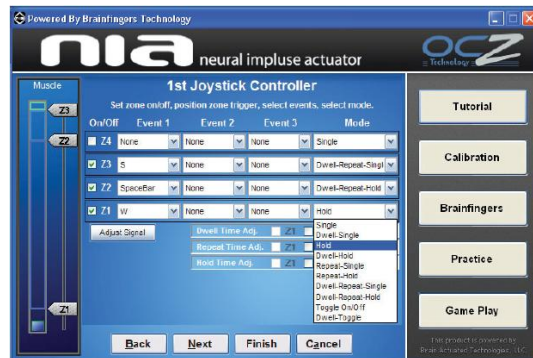 Powered By Brainfingers Technology
nia neural impluse actuator
OCZ
Technology
Muscle
1st Joystick Controller
Set zone on/off, position zone trigger, select events, select mode.
On/Off Event 1 Event 2 Event 3 Mode
Z4 None None None Single
Z3 S None None Dwell-Repeat-Singl
Z2 SpaceBar None None Dwell-Repeat-Hold
Z1 W None None Hold
Adjust Signal
Dwell Time Adj. Z1
Repeat Time Adj. Z1
Hold Time Adj. Z1
Single
Dwell-Single
Hold
Dwell-Hold
Repeat-Single
Repeat-Hold
Dwell-Repeat-Single
Dwell-Repeat-Hold
Toggle On/Off
Dwell-Toggle
Z3
Z2
Z1
Back Next Finish Cancel
Tutorial
Calibration
Brainfingers
Practice
Game Play
This product is powered by
Brain Actuated Technologies, LLC